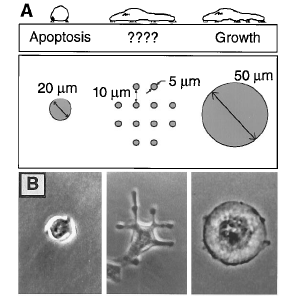 A
Apoptosis ???? Growth
20 μm 10 μm 5 μm 50 μm
B